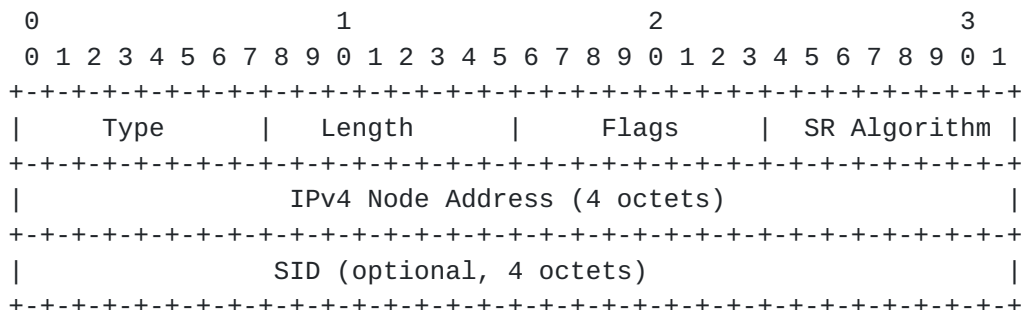 0                   1                   2                   3
 0 1 2 3 4 5 6 7 8 9 0 1 2 3 4 5 6 7 8 9 0 1 2 3 4 5 6 7 8 9 0 1
+-+-+-+-+-+-+-+-+-+-+-+-+-+-+-+-+-+-+-+-+-+-+-+-+-+-+-+-+-+-+-+-+
|     Type      |   Length      |     Flags     |  SR Algorithm |
+-+-+-+-+-+-+-+-+-+-+-+-+-+-+-+-+-+-+-+-+-+-+-+-+-+-+-+-+-+-+-+-+
|                 IPv4 Node Address (4 octets)                  |
+-+-+-+-+-+-+-+-+-+-+-+-+-+-+-+-+-+-+-+-+-+-+-+-+-+-+-+-+-+-+-+-+
|                SID (optional, 4 octets)                       |
+-+-+-+-+-+-+-+-+-+-+-+-+-+-+-+-+-+-+-+-+-+-+-+-+-+-+-+-+-+-+-+-+